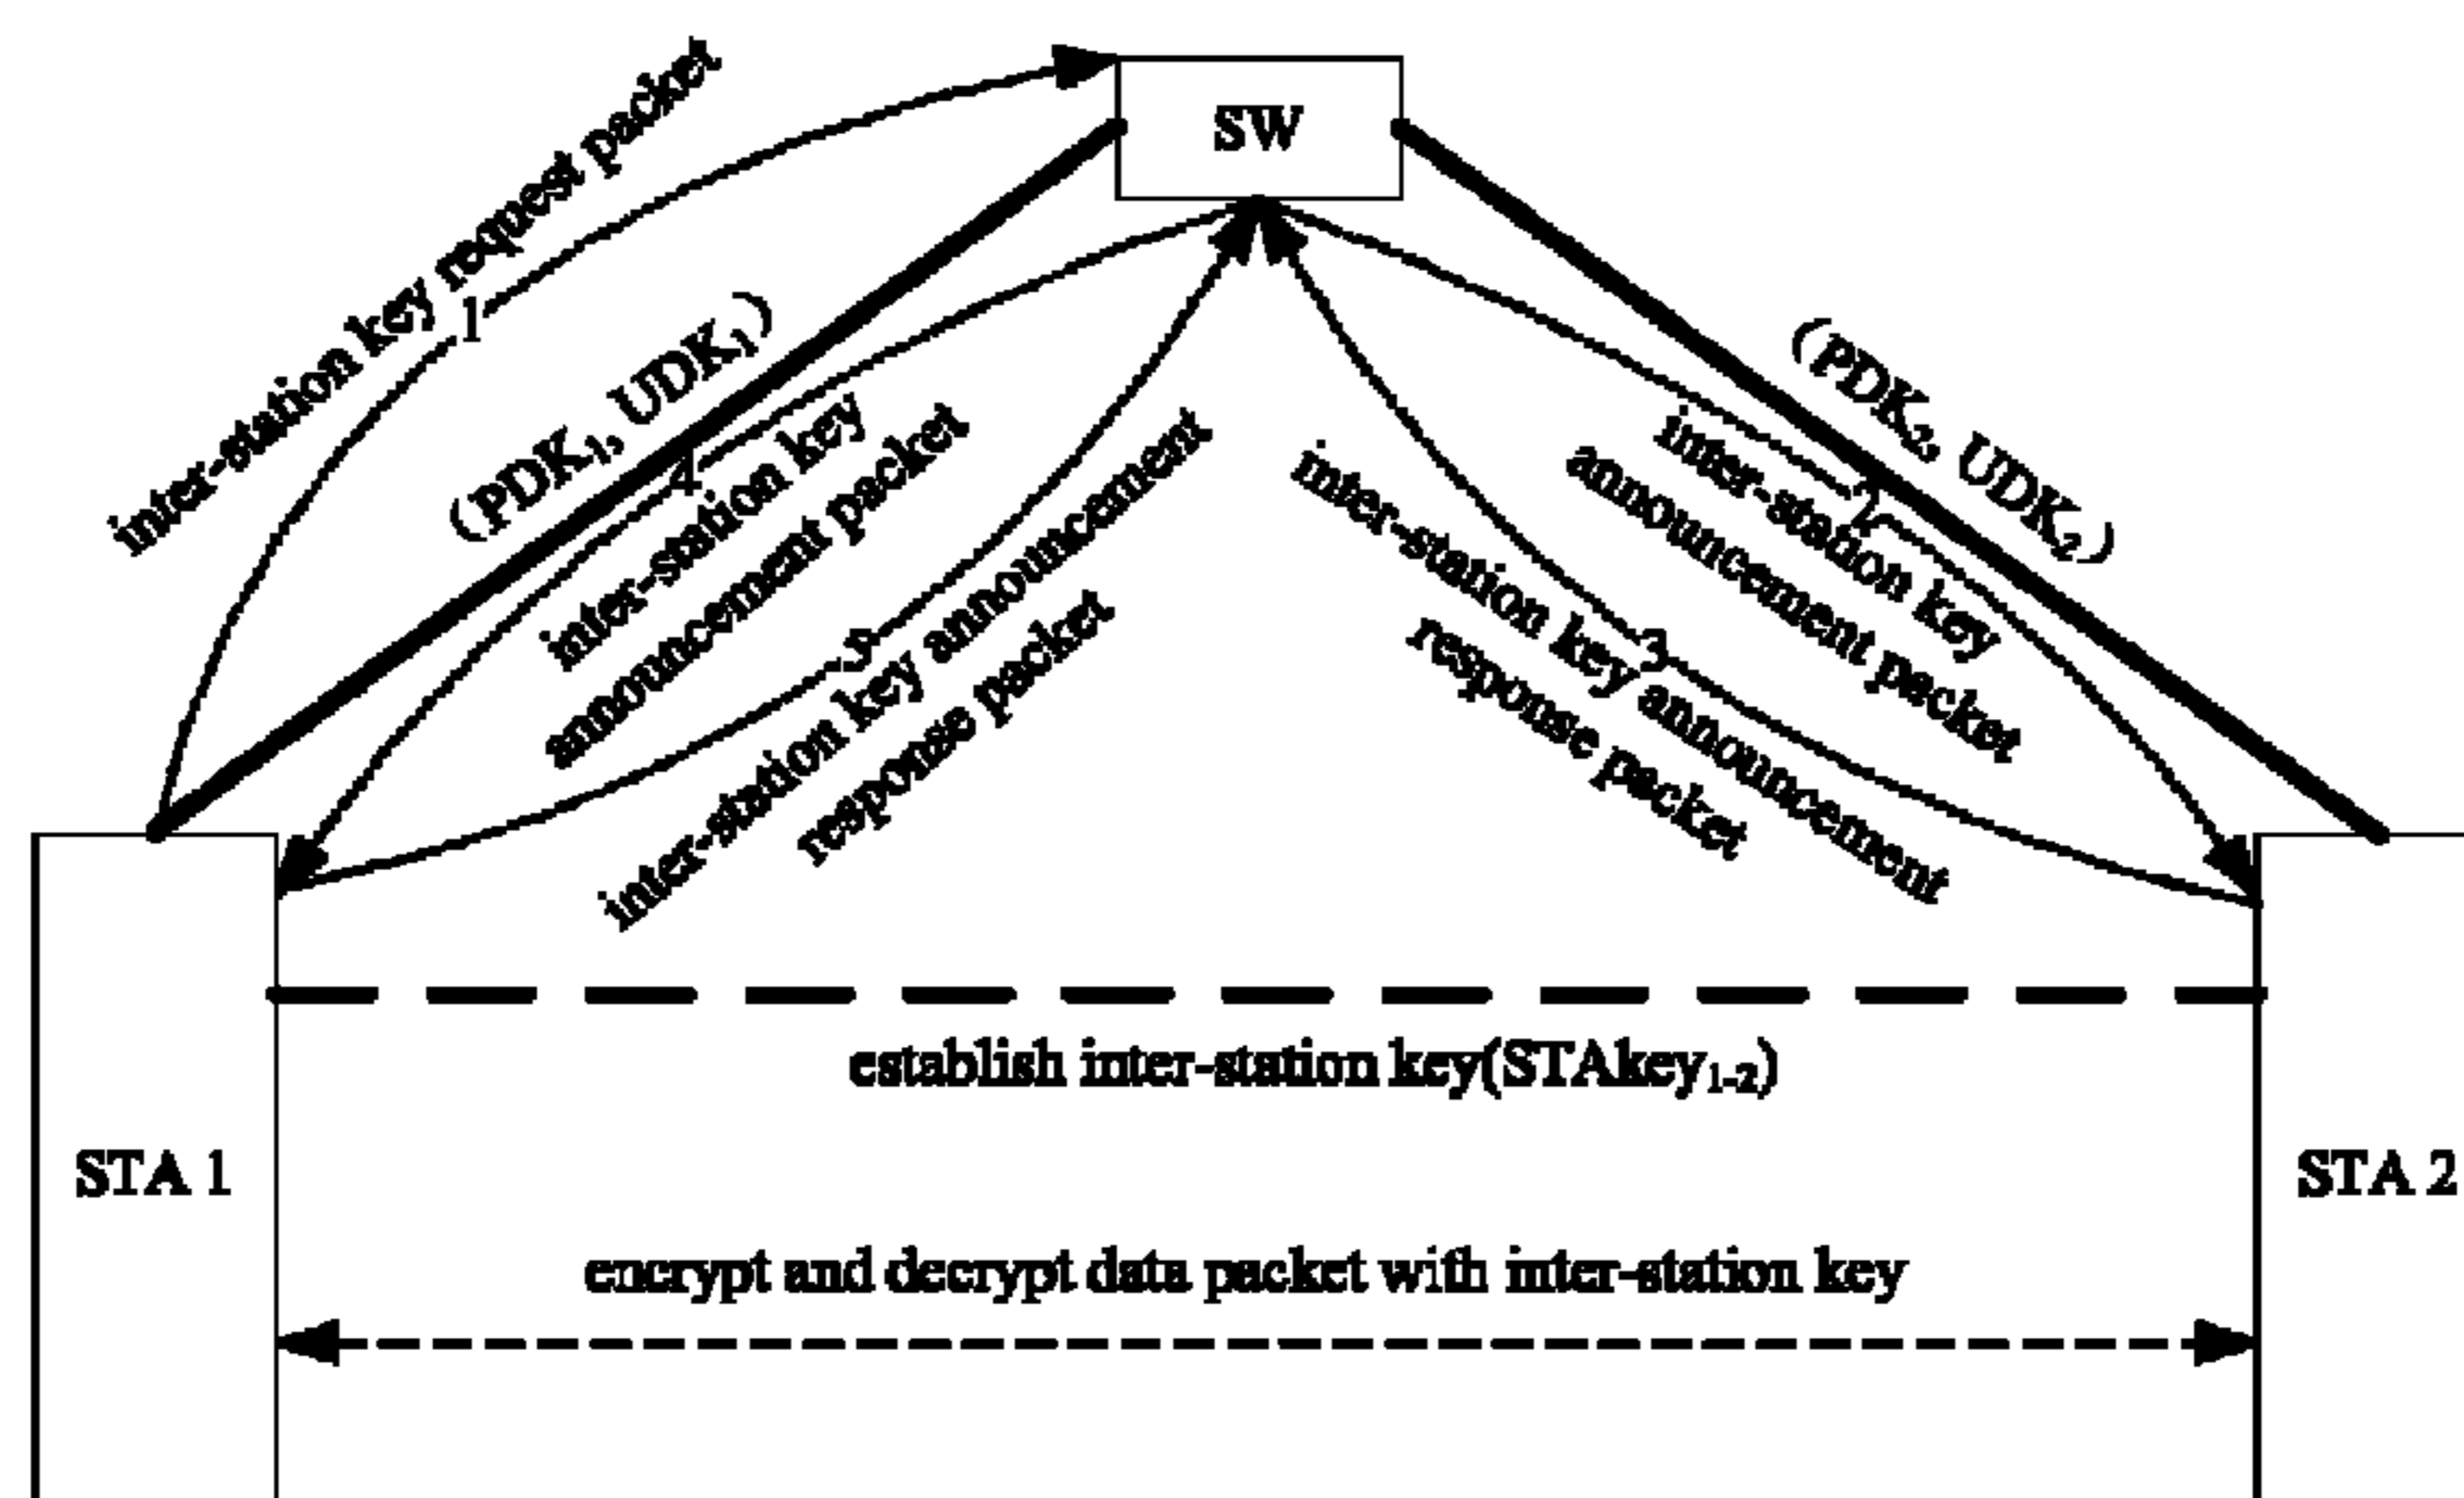 SW
inter-station key request packet
1
(PDK₁, UDK₁)
4
inter-station key
announcement packet
5
inter-station key announcement
response packet
(PDK₂, UDK₂)
2
inter-station key
announcement packet
3
inter-station key announcement
response packet
establish inter-station key(STAkey₁₋₂)
STA 1
STA 2
encrypt and decrypt data packet with inter-station key